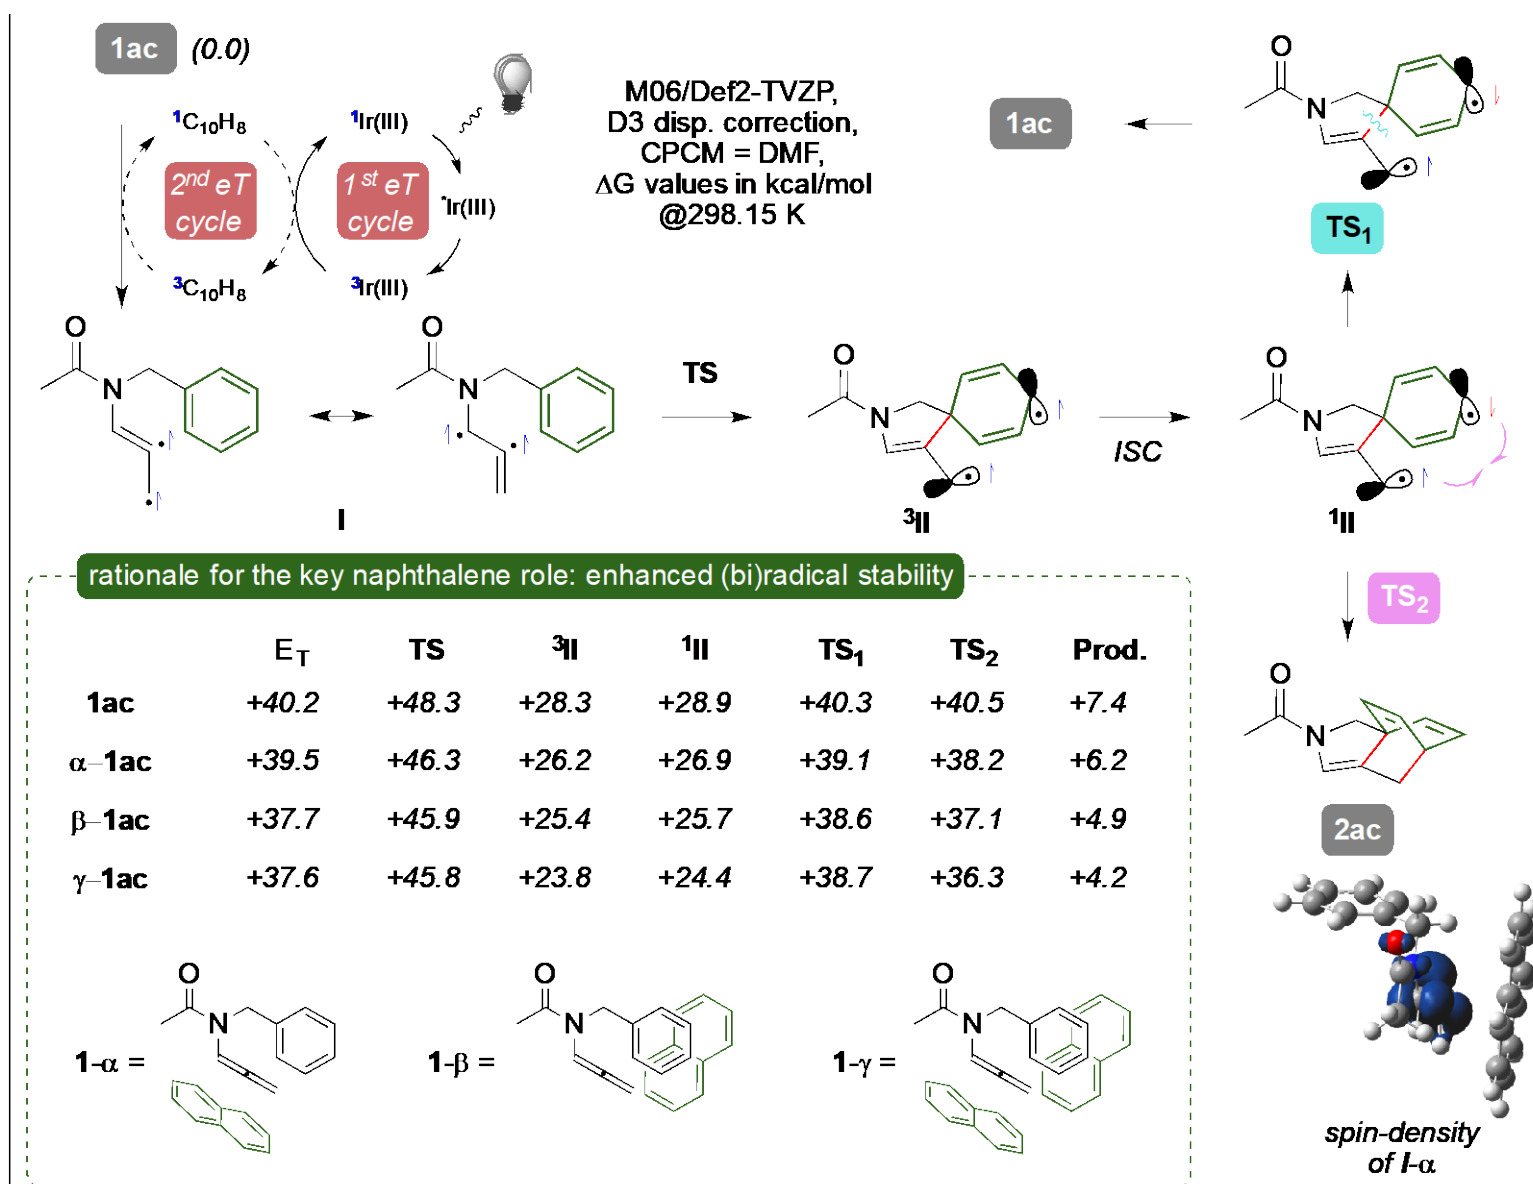 1ac (0.0)
¹C₁₀H₈
¹Ir(III)
2nd eT
cycle
1st eT
cycle
*Ir(III)
³C₁₀H₈
³Ir(III)
M06/Def2-TVZP,
D3 disp. correction,
CPCM = DMF,
ΔG values in kcal/mol
@298.15 K
1ac
O
N
TS₁
O
N
O
N
I
TS
O
N
³II
ISC
O
N
¹II
TS₂
O
N
2ac
rationale for the key naphthalene role: enhanced (bi)radical stability
E_T TS ³II ¹II TS₁ TS₂ Prod.
1ac +40.2 +48.3 +28.3 +28.9 +40.3 +40.5 +7.4
α–1ac +39.5 +46.3 +26.2 +26.9 +39.1 +38.2 +6.2
β–1ac +37.7 +45.9 +25.4 +25.7 +38.6 +37.1 +4.9
γ–1ac +37.6 +45.8 +23.8 +24.4 +38.7 +36.3 +4.2
O
N
1-α =
O
N
1-β =
O
N
1-γ =
spin-density
of I-α